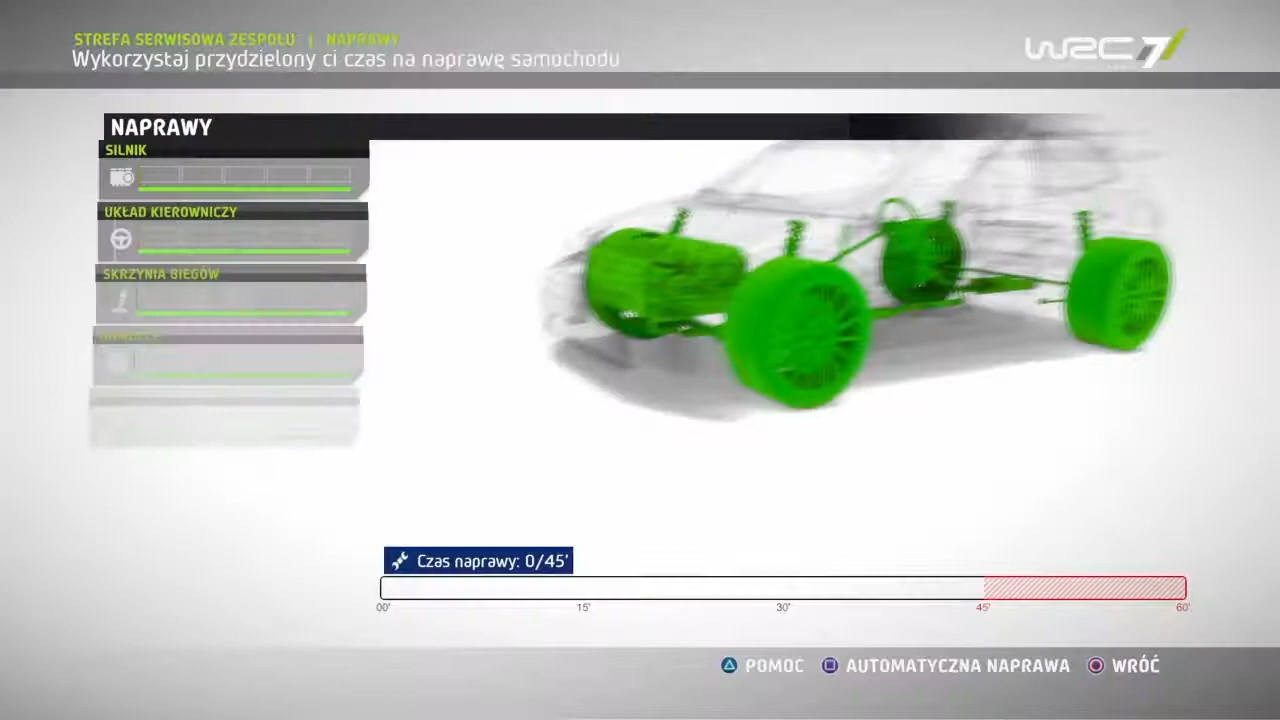 STREFA SERWISOWA ZESPOŁU | NAPRAWY
Wykorzystaj przydzielony ci czas na naprawę samochodu
WRC 7
NAPRAWY
SILNIK
UKŁAD KIEROWNICZY
SKRZYNIA BIEGÓW
Czas naprawy: 0/45'
00' 15' 30' 45' 60'
POMOC AUTOMATYCZNA NAPRAWA WRÓĆ